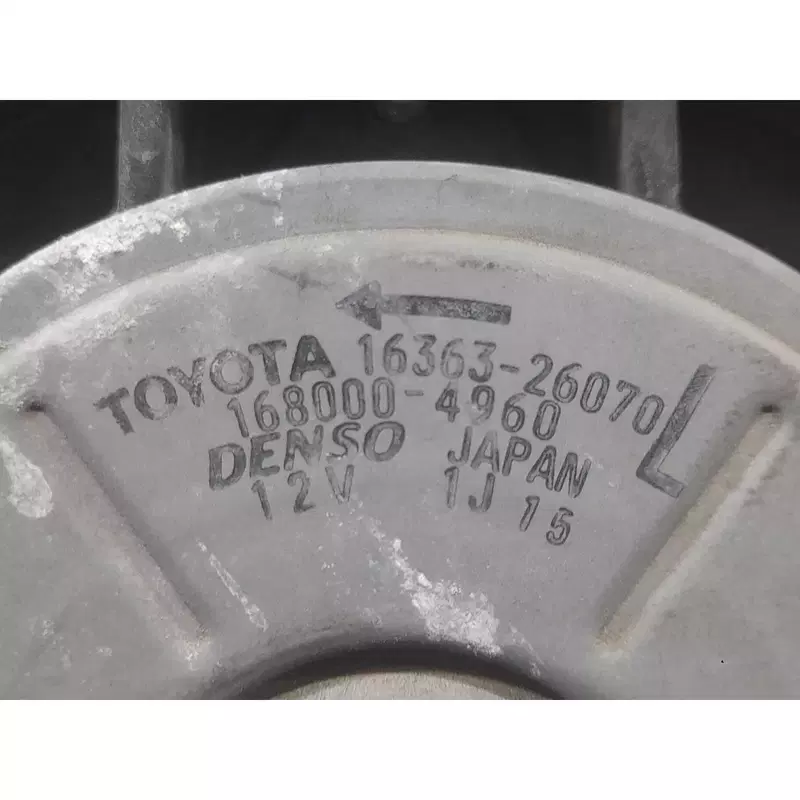 TOYOTA 16363-26070 L
168000-4960
DENSO JAPAN
12V 1J 15